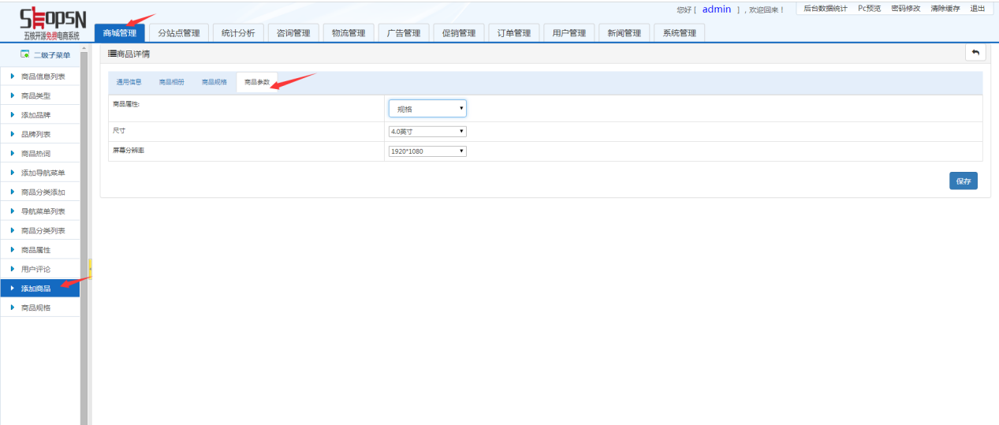 SHOPSN
五核开源免费电商系统
您好 [ admin ] , 欢迎回来！
后台数据统计 Pc预览 密码修改 清除缓存 退出
商城管理 分站点管理 统计分析 咨询管理 物流管理 广告管理 促销管理 订单管理 用户管理 新闻管理 系统管理
二级子菜单
商品信息列表
商品类型
添加品牌
品牌列表
商品热词
添加导航菜单
商品分类添加
导航菜单列表
商品分类列表
商品属性
用户评论
添加商品
商品规格
商品详情
通用信息 商品相册 商品规格 商品参数
商品属性: 规格
尺寸 4.0英寸
屏幕分辨率 1920*1080
保存